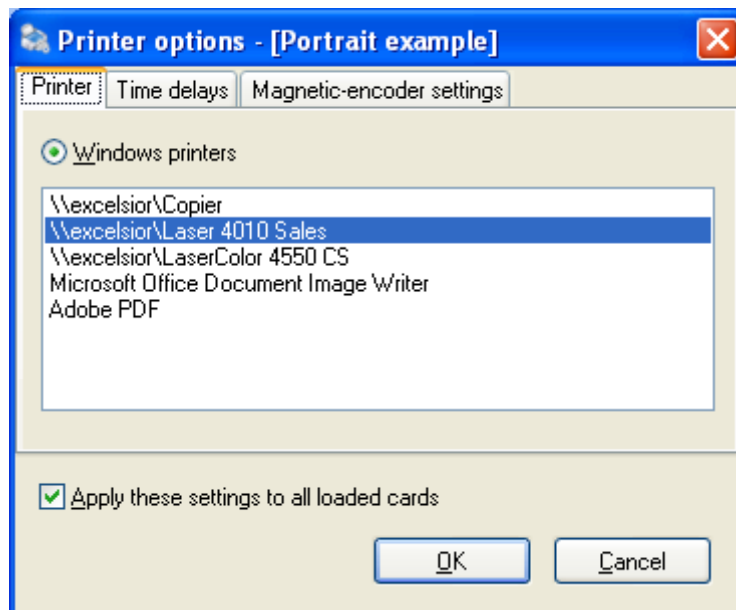 Printer options - [Portrait example]
Printer Time delays Magnetic-encoder settings
Windows printers
\\excelsior\Copier
\\excelsior\Laser 4010 Sales
\\excelsior\LaserColor 4550 CS
Microsoft Office Document Image Writer
Adobe PDF
Apply these settings to all loaded cards
OK Cancel